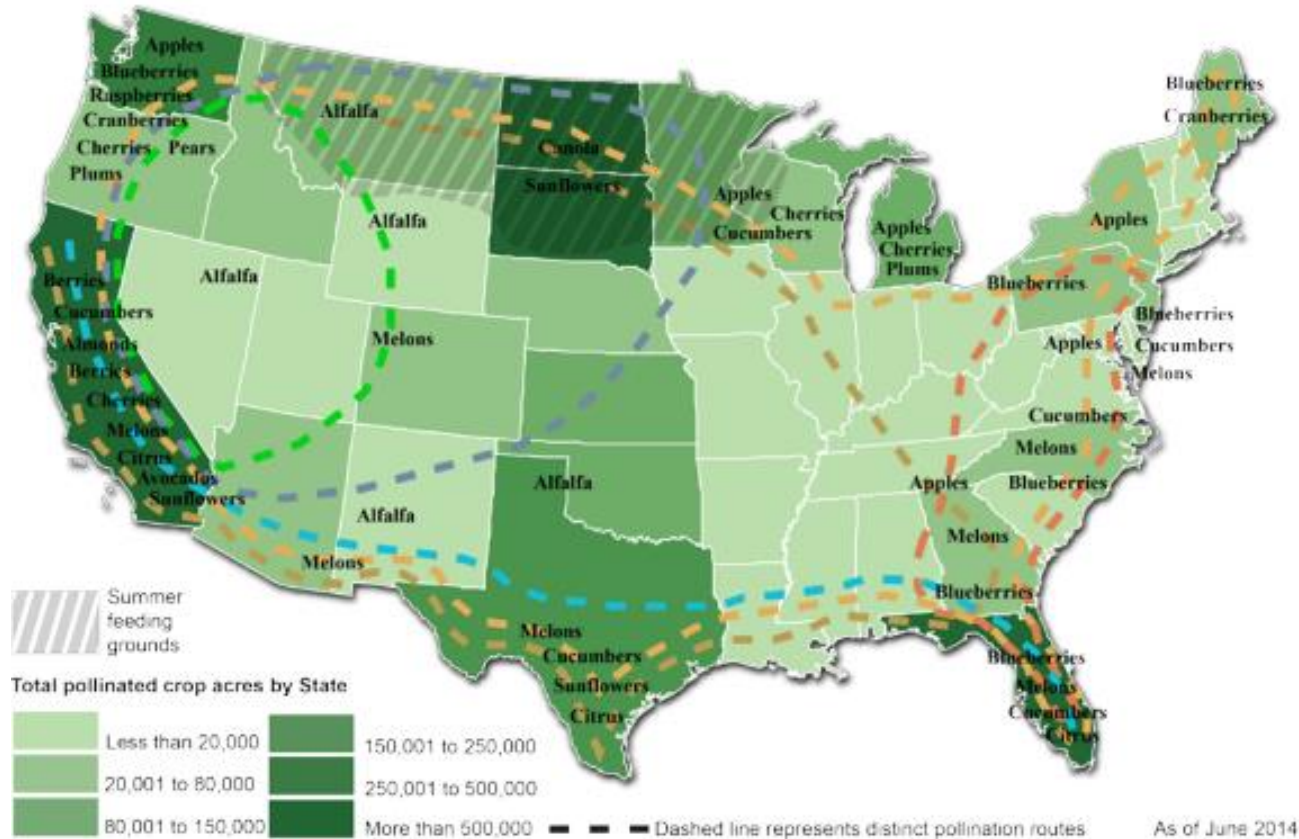 Apples
Blueberries
Raspberries
Cranberries
Cherries
Pears
Plums
Alfalfa
Canola
Sunflowers
Alfalfa
Alfalfa
Melons
Berries
Cucumbers
Almonds
Berries
Cherries
Melons
Citrus
Avocados
Sunflowers
Alfalfa
Melons
Alfalfa
Melons
Cucumbers
Sunflowers
Citrus
Apples
Cherries
Cucumbers
Apples
Cherries
Plums
Blueberries
Cranberries
Apples
Blueberries
Blueberries
Apples
Cucumbers
Melons
Cucumbers
Melons
Apples
Blueberries
Melons
Blueberries
Blueberries
Melons
Cucumbers
Citrus
Summer
feeding
grounds
Total pollinated crop acres by State
Less than 20,000
20,001 to 80,000
80,001 to 150,000
150,001 to 250,000
250,001 to 500,000
More than 500,000
Dashed line represents distinct pollination routes
As of June 2014